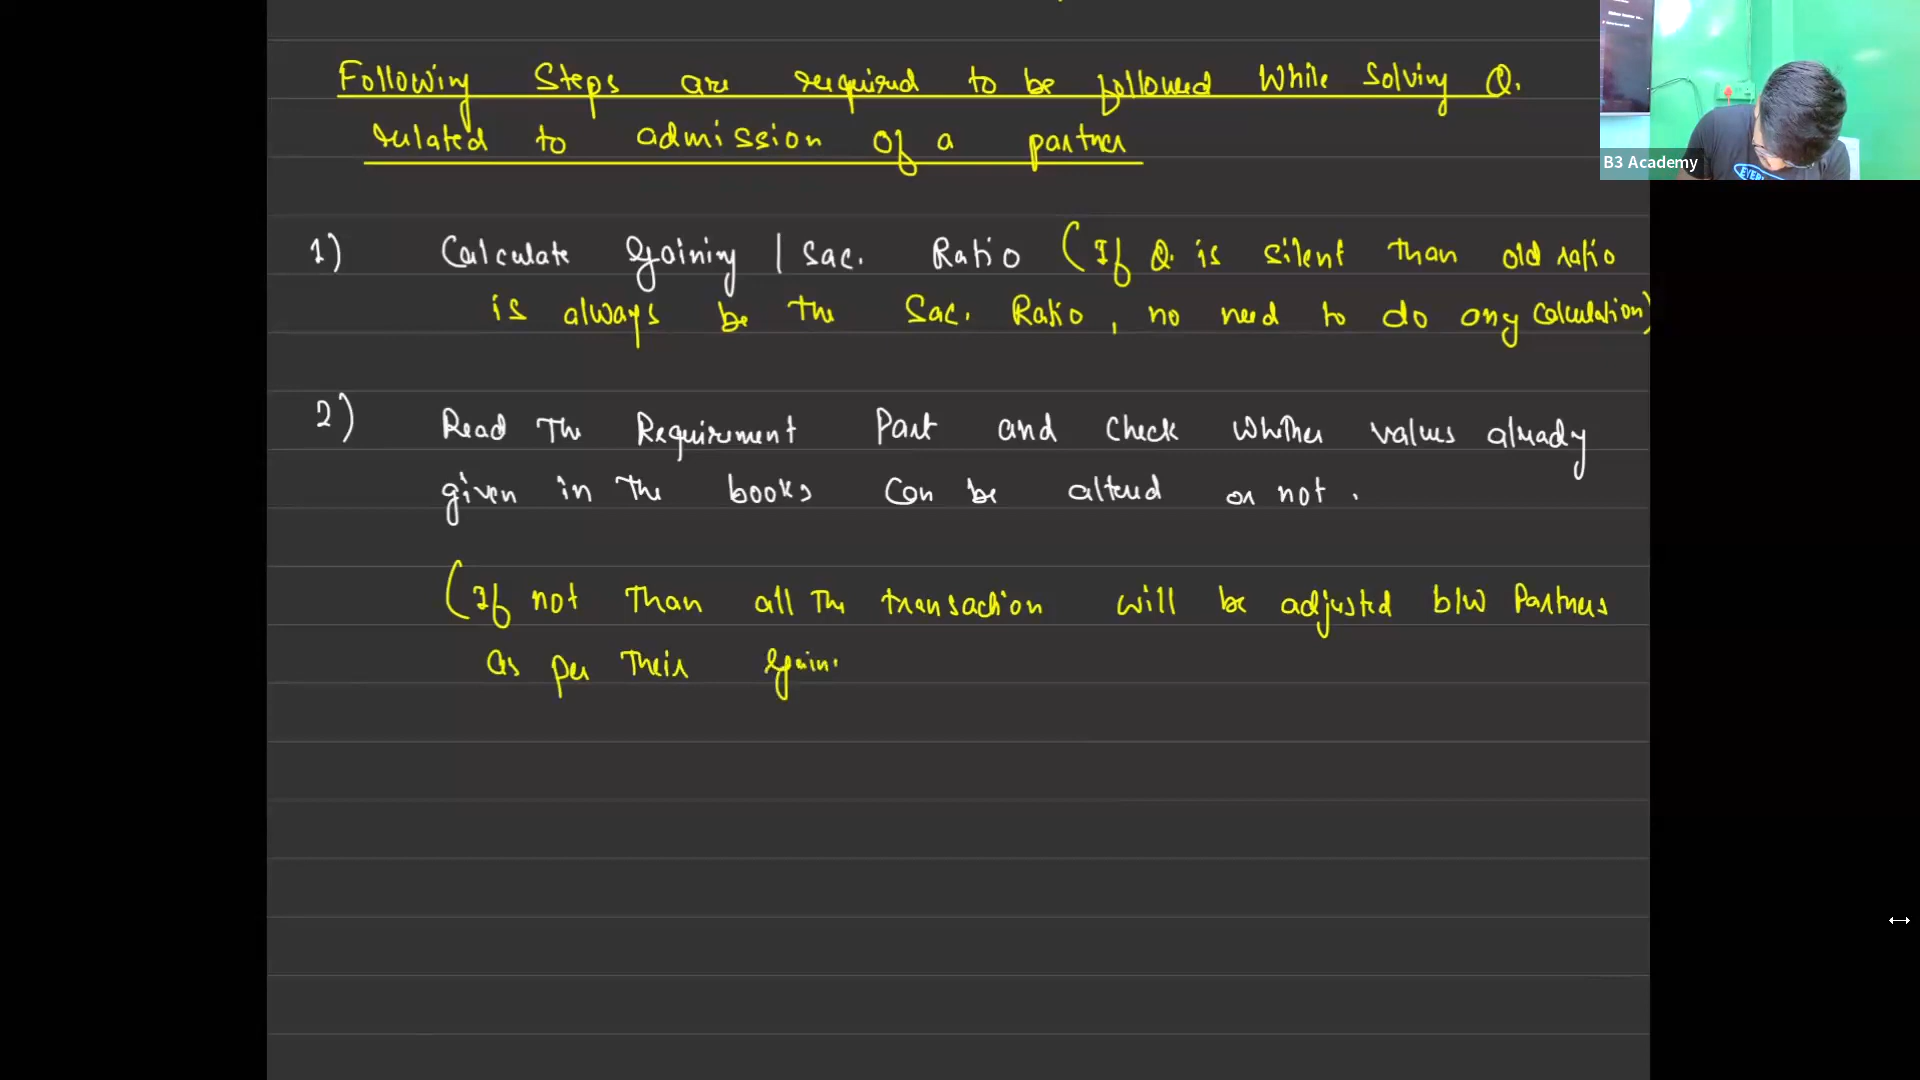 Following Steps are required to be followed While Solving Q.
related to admission of a partner
1) Calculate Gaining | Sac. Ratio (If Q. is silent than old ratio
is always be the Sac. Ratio, no need to do any Calculation)
2) Read The Requirement Part and check whether values already
given in The books Can be altered or not.
(If not Than all The transaction will be adjusted b/w Partners
as per Their Gain.
B3 Academy